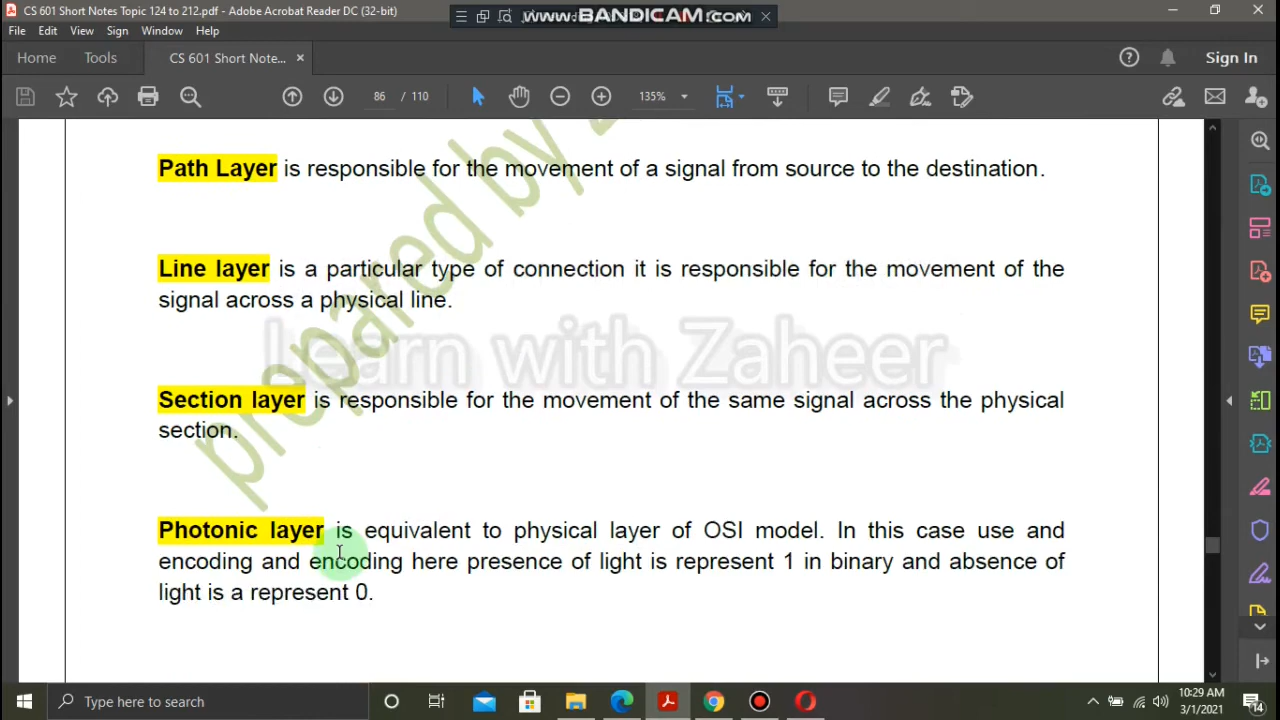 CS 601 Short Notes Topic 124 to 212.pdf - Adobe Acrobat Reader DC (32-bit)
www.BANDICAM.com
File Edit View Sign Window Help
Home Tools CS 601 Short Notes... × Sign In
86 / 110 135%
Path Layer is responsible for the movement of a signal from source to the destination.
Line layer is a particular type of connection it is responsible for the movement of the
signal across a physical line.
Learn with Zaheer
Section layer is responsible for the movement of the same signal across the physical
section.
prepared by Z
Photonic layer is equivalent to physical layer of OSI model. In this case use and
encoding and encoding here presence of light is represent 1 in binary and absence of
light is a represent 0.
Type here to search
10:29 AM
3/1/2021
14